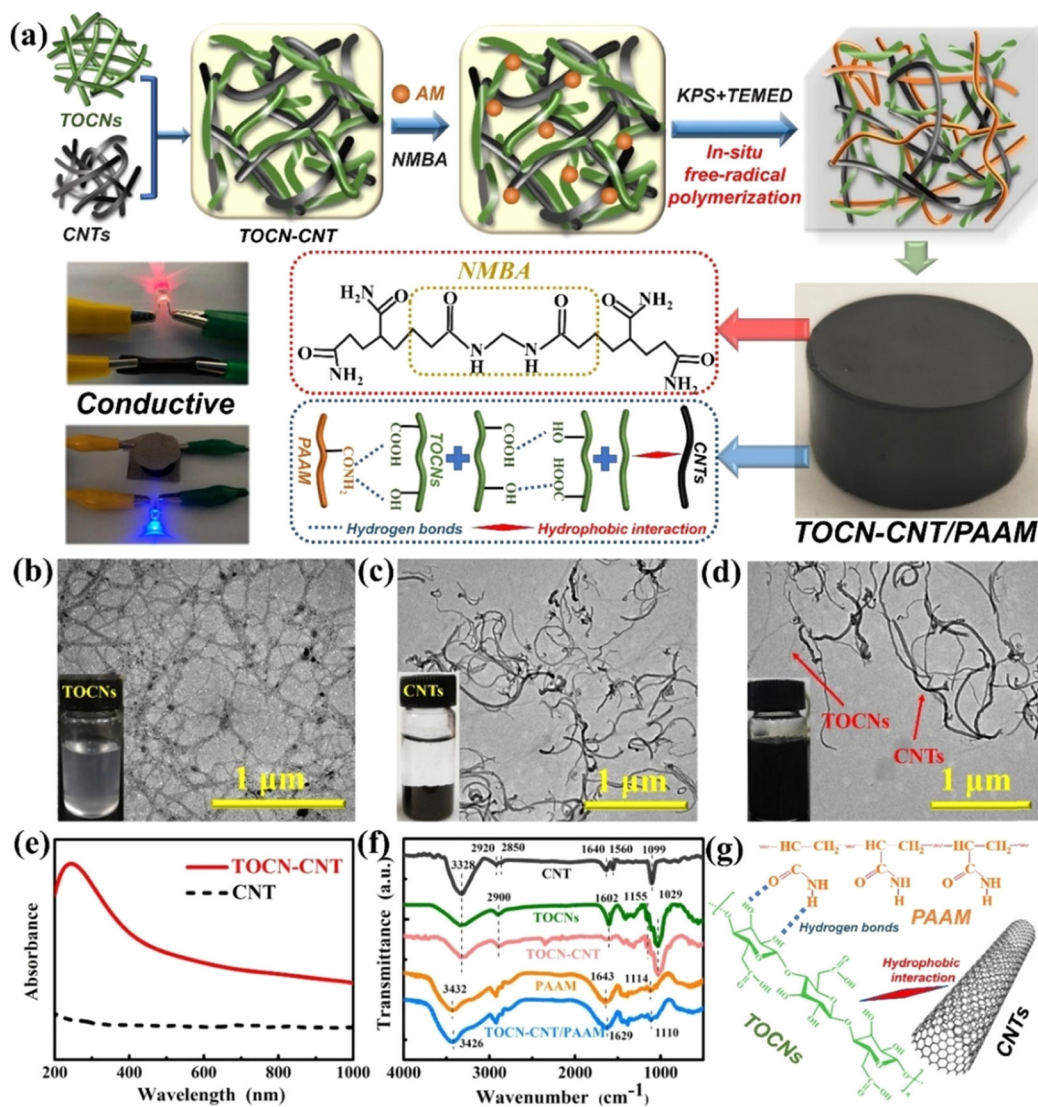 (a)
TOCNs
CNTs
TOCN-CNT
AM
NMBA
KPS+TEMED
In-situ
free-radical
polymerization
Conductive
NMBA
H₂N
O
O
O
NH₂
O
O
NH₂
N
H
N
H
O
NH₂
PAAM
CONH₂
COOH
OH
TOCNs
COOH
OH
HO
HOOC
CNTs
Hydrogen bonds
Hydrophobic interaction
TOCN-CNT/PAAM
(b)
TOCNs
1 μm
(c)
CNTs
1 μm
(d)
TOCNs
CNTs
1 μm
(e)
TOCN-CNT
CNT
Absorbance
200 400 600 800 1000
Wavelength (nm)
(f)
2920 2850 1640 1560 1099
3328
CNT
2900 1602 1155 1029
TOCNs
TOCN-CNT
3432 PAAM 1643 1114
TOCN-CNT/PAAM
3426 1629 1110
Transmittance (a.u.)
4000 3000 2000 1000
Wavenumber (cm⁻¹)
(g)
HC CH₂ HC CH₂ HC CH₂
O NH O NH O NH
H H H
PAAM
Hydrogen bonds
Hydrophobic
interaction
TOCNs
CNTs